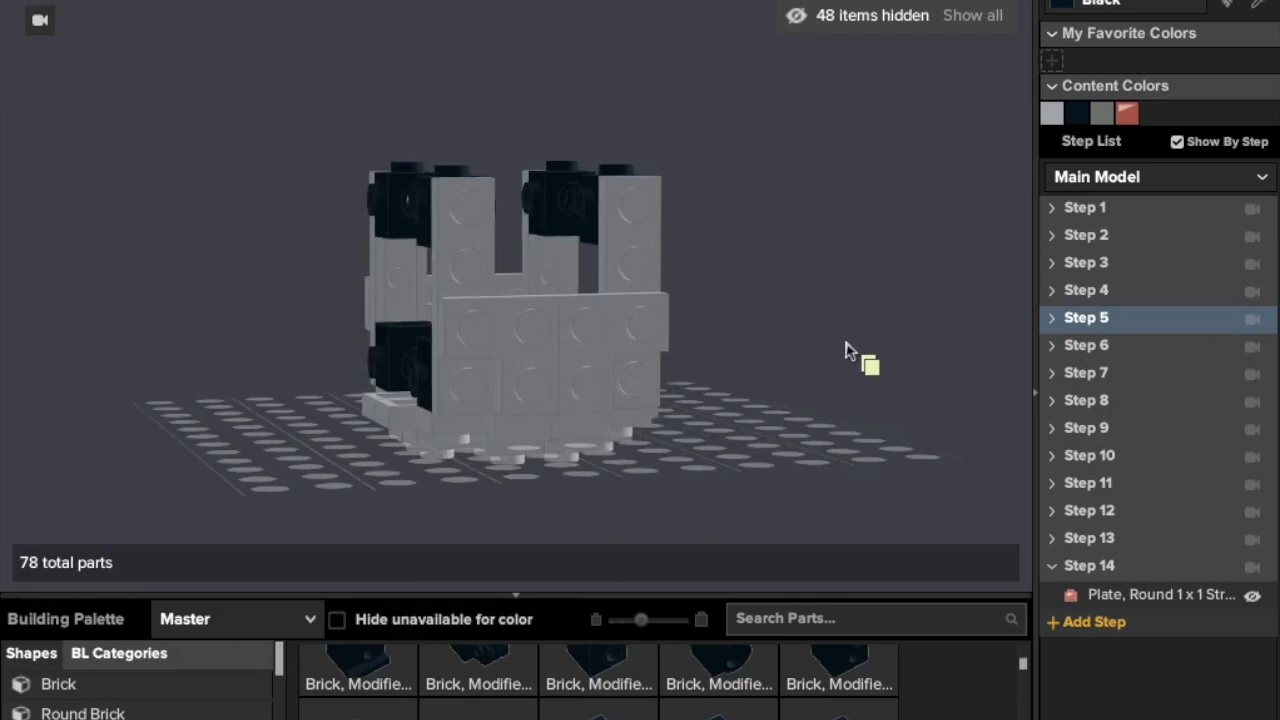 48 items hidden Show all
78 total parts
Building Palette Master Hide unavailable for color Search Parts...
Shapes BL Categories
Brick
Round Brick
Brick, Modifie... Brick, Modifie... Brick, Modifie... Brick, Modifie... Brick, Modifie...
Black
My Favorite Colors
Content Colors
Step List Show By Step
Main Model
Step 1
Step 2
Step 3
Step 4
Step 5
Step 6
Step 7
Step 8
Step 9
Step 10
Step 11
Step 12
Step 13
Step 14
Plate, Round 1 x 1 Str...
+ Add Step